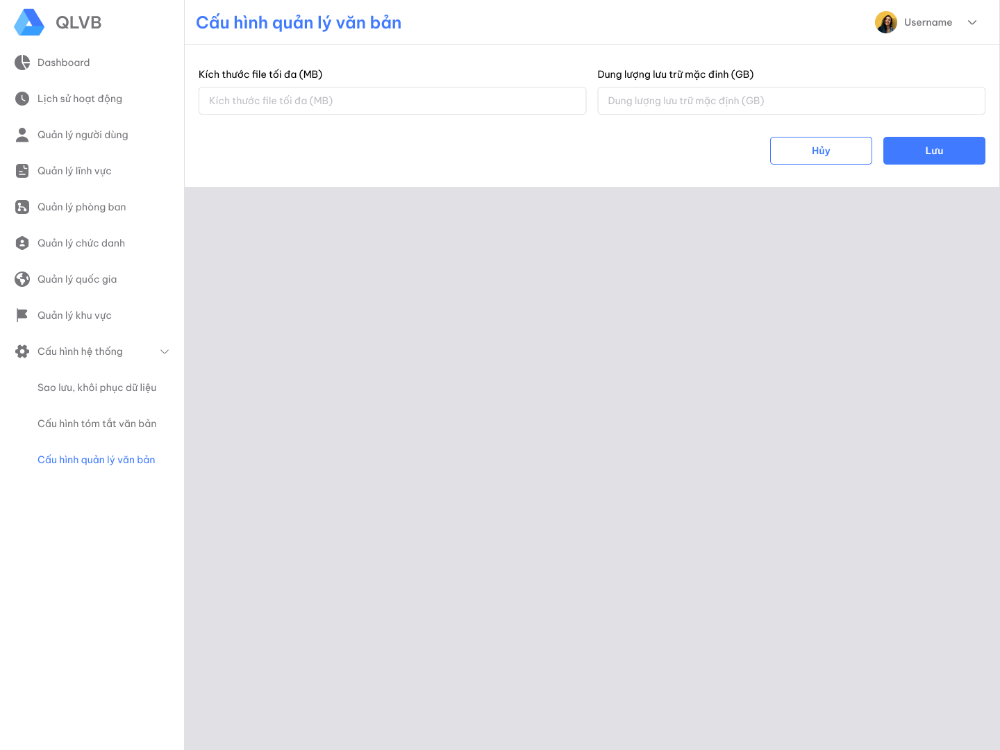 QLVB
Dashboard
Lịch sử hoạt động
Quản lý người dùng
Quản lý lĩnh vực
Quản lý phòng ban
Quản lý chức danh
Quản lý quốc gia
Quản lý khu vực
Cấu hình hệ thống
Sao lưu, khôi phục dữ liệu
Cấu hình tóm tắt văn bản
Cấu hình quản lý văn bản
Cấu hình quản lý văn bản
Username
Kích thước file tối đa (MB)
Kích thước file tối đa (MB)
Dung lượng lưu trữ mặc đinh (GB)
Dung lượng lưu trữ mặc định (GB)
Hủy
Lưu